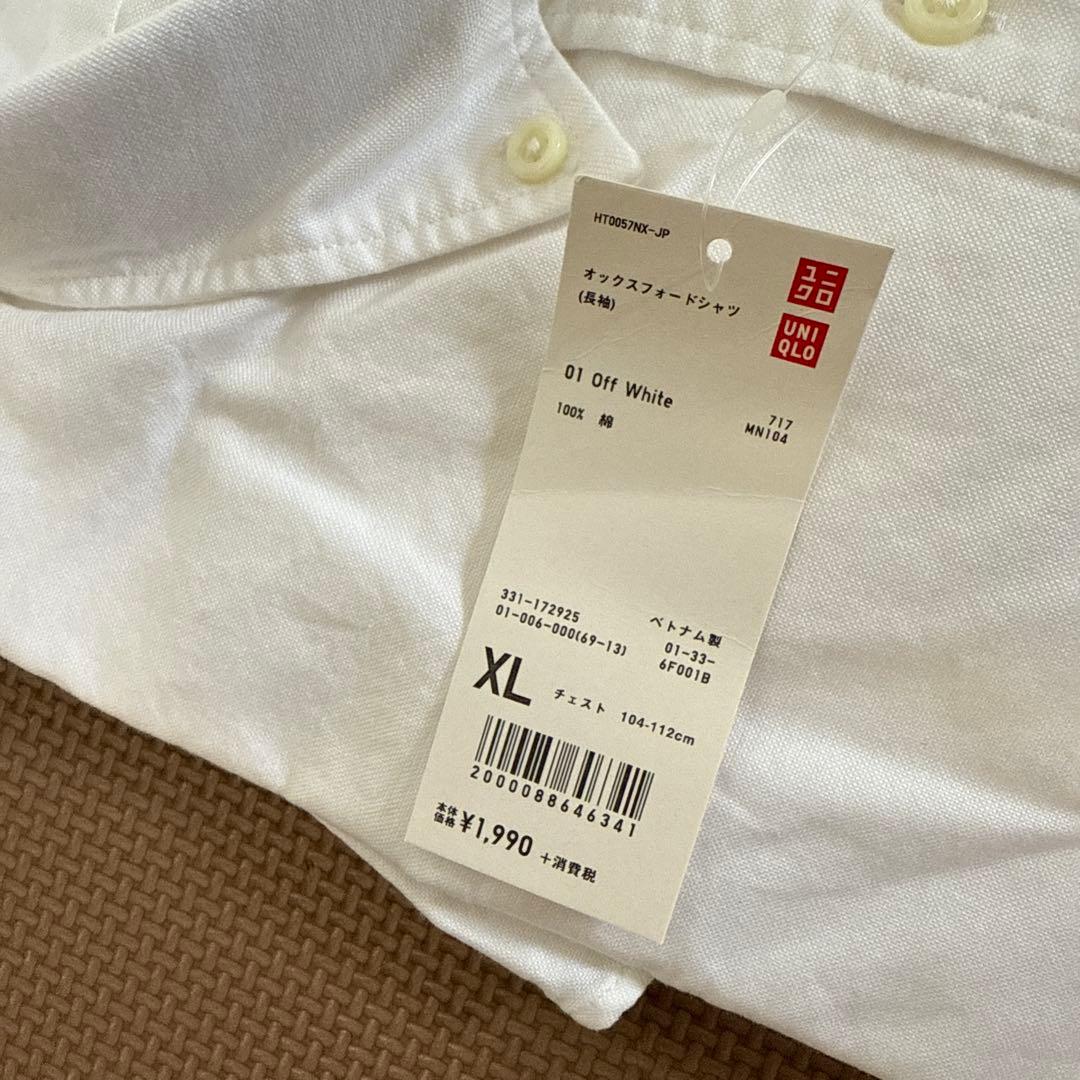 HT0057NX-JP
オックスフォードシャツ
(長袖)
ユニ
クロ
UNI
QLO
01 Off White
100% 綿
717
MN104
331-172925
01-006-000(69-13)
ベトナム製
01-33-
6F001B
XL チェスト 104-112cm
2000088646341
本体
価格 ¥1,990 +消費税